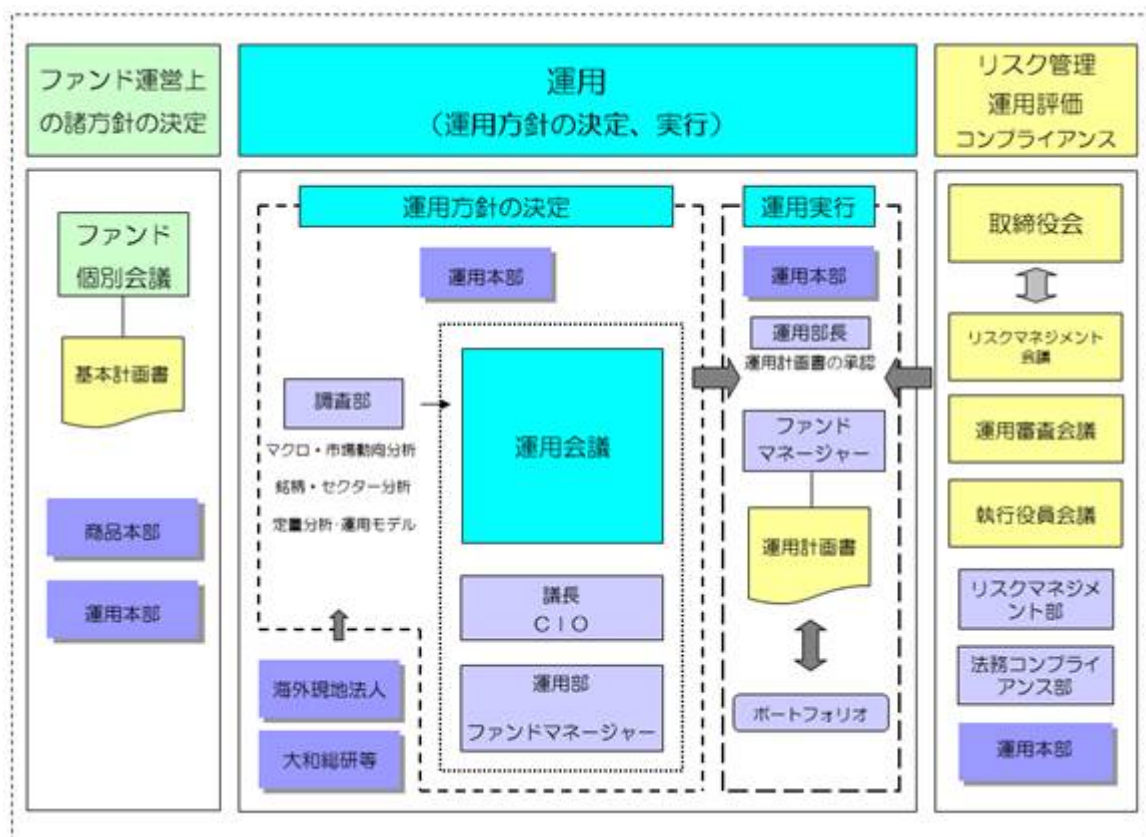 ファンド運営上
の諸方針の決定
運用
（運用方針の決定、実行）
リスク管理
運用評価
コンプライアンス
ファンド
個別会議
基本計画書
商品本部
運用本部
運用方針の決定
運用本部
調査部
マクロ・市場動向分析
銘柄・セクター分析
定量分析・運用モデル
運用会議
議長
ＣＩＯ
運用部
ファンドマネージャー
海外現地法人
大和総研等
運用実行
運用本部
運用部長
運用計画書の承認
ファンド
マネージャー
運用計画書
ポートフォリオ
取締役会
リスクマネジメント
会議
運用審査会議
執行役員会議
リスクマネジメ
ント部
法務コンプライ
アンス部
運用本部